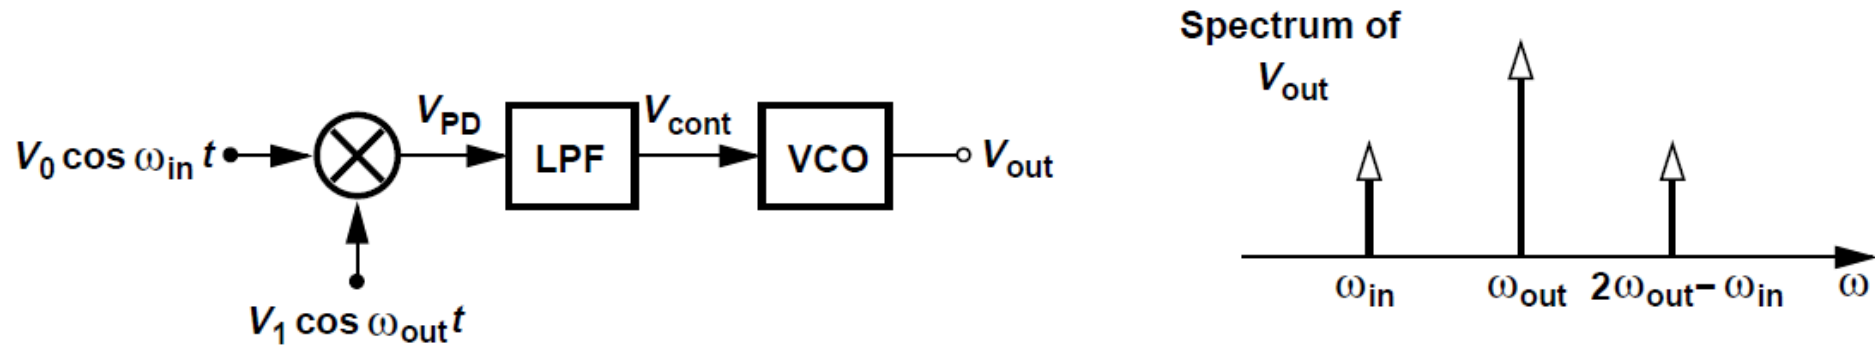 V0 cos ωin t
VPD
LPF
Vcont
VCO
Vout
V1 cos ωout t
Spectrum of
Vout
ωin
ωout
2ωout− ωin
ω